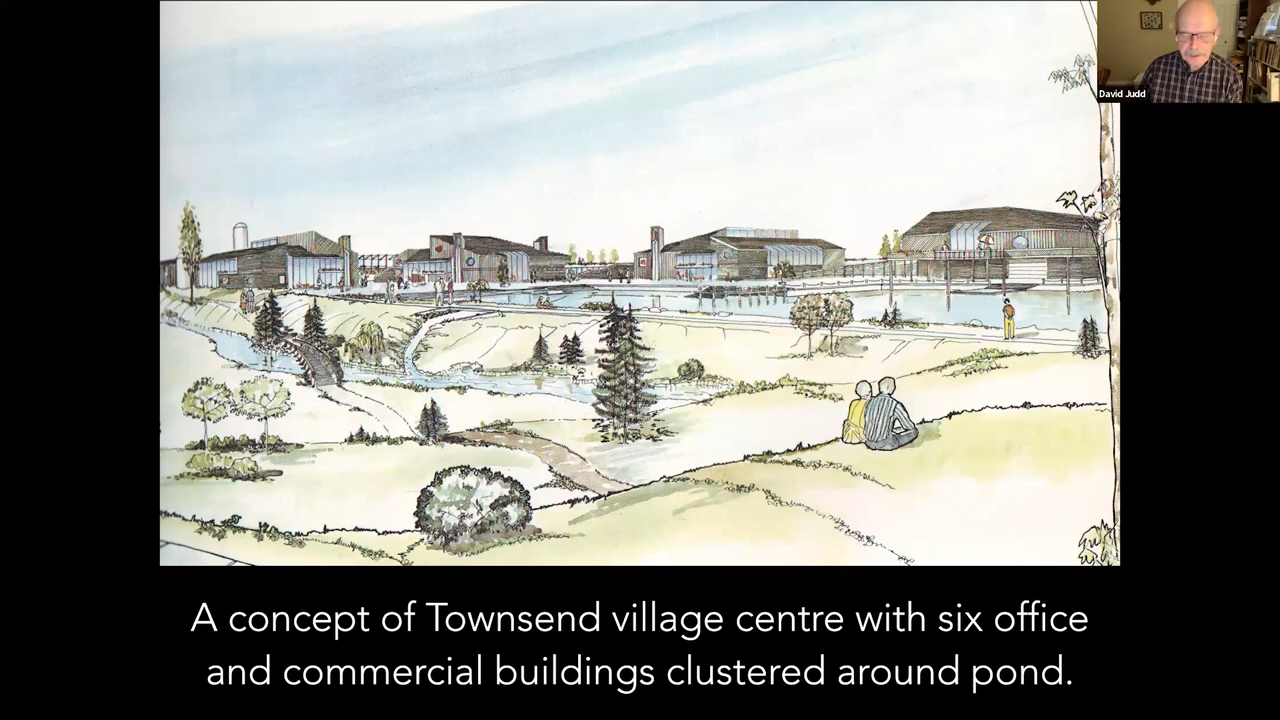 David Judd
A concept of Townsend village centre with six office
and commercial buildings clustered around pond.